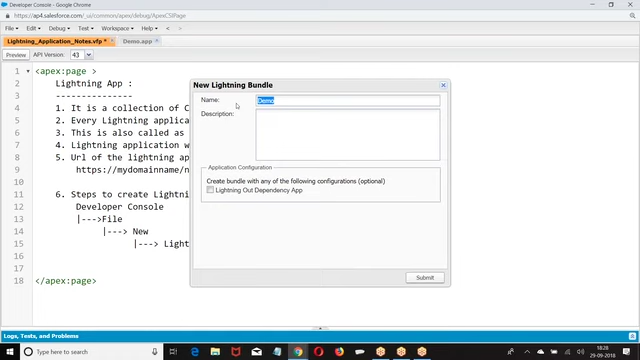 Developer Console - Google Chrome
https://ap4.salesforce.com/_ui/common/apex/debug/ApexCSIPage
File Edit Debug Test Workspace Help < >
Lightning_Application_Notes.vfp * Demo.app
Preview API Version: 43
1 <apex:page >
2 Lightning App :
3 ---------------
4 1. It is a collection of C
5 2. Every Lightning applica
6 3. This is also called as
7 4. Lightning application w
8 5. Url of the lightning ap
9 https://mydomainname/n
10
11 6. Steps to create Lightnin
12 Developer Console
13 |--->File
14 |---> New
15 |---> Light
16
17
18 </apex:page>
New Lightning Bundle
Name: Demo
Description:
Application Configuration
Create bundle with any of the following configurations (optional)
Lightning Out Dependency App
Submit
Logs, Tests, and Problems
Type here to search
18:28
29-09-2018